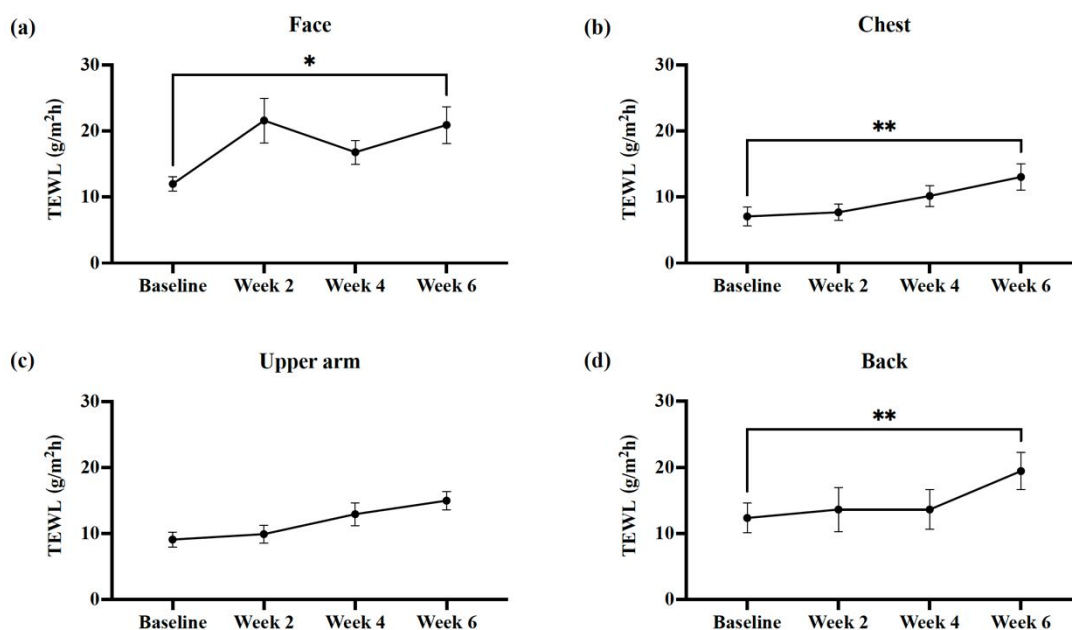 (a)
Face
*
TEWL (g/m²h)
30
20
10
0
Baseline Week 2 Week 4 Week 6
(b)
Chest
**
TEWL (g/m²h)
30
20
10
0
Baseline Week 2 Week 4 Week 6
(c)
Upper arm
TEWL (g/m²h)
30
20
10
0
Baseline Week 2 Week 4 Week 6
(d)
Back
**
TEWL (g/m²h)
30
20
10
0
Baseline Week 2 Week 4 Week 6